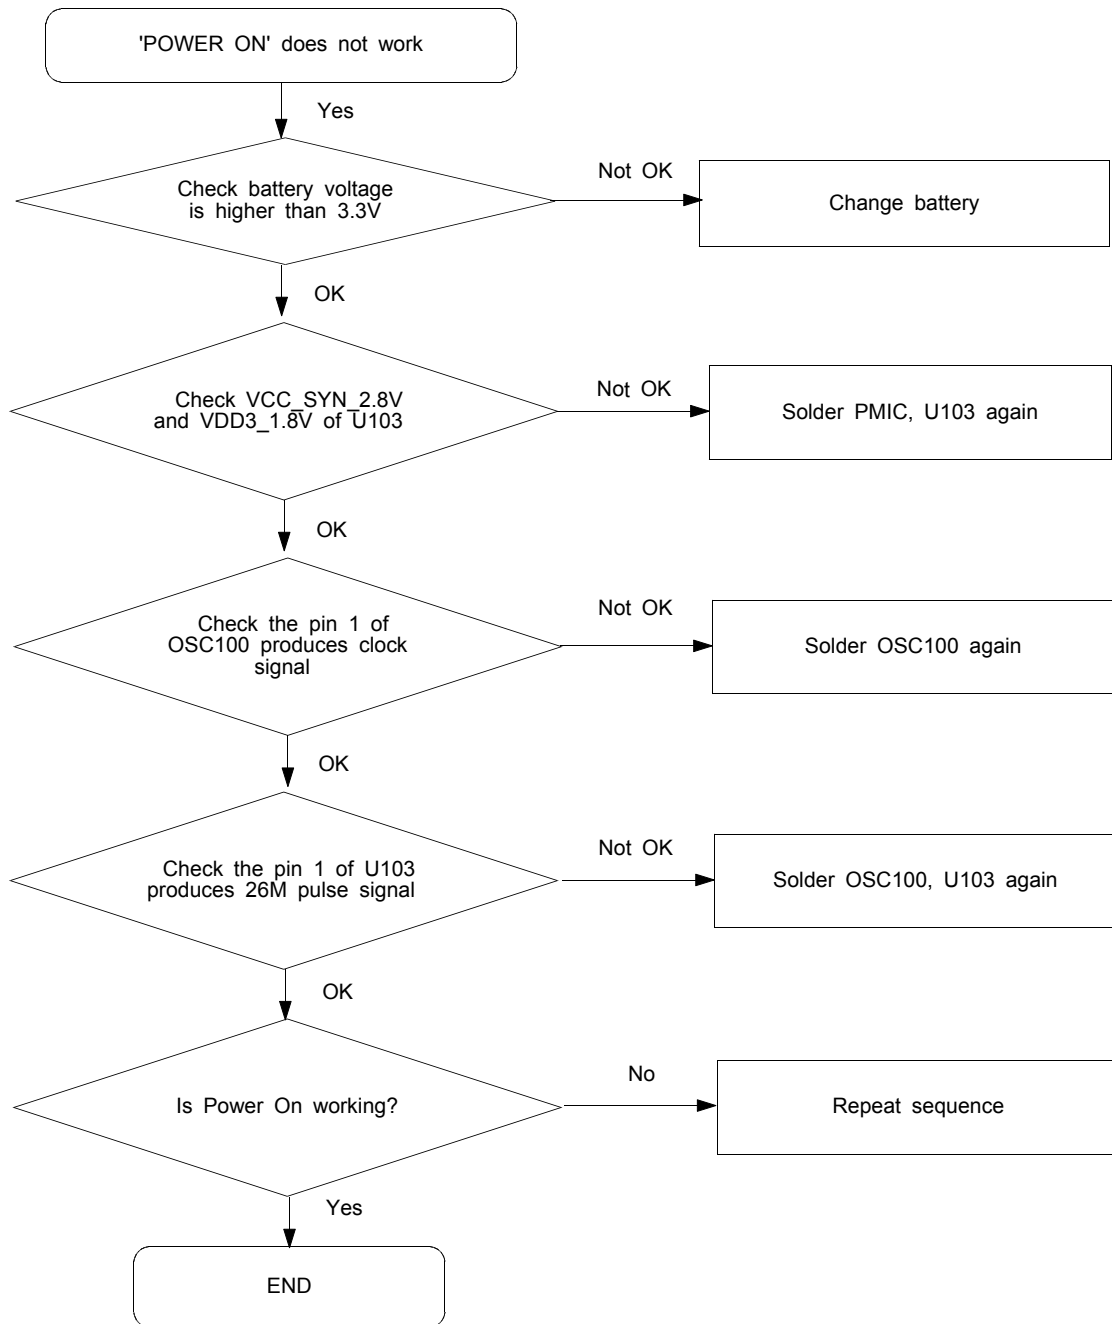 'POWER ON' does not work
Yes
Check battery voltage
is higher than 3.3V
Not OK
Change battery
OK
Check VCC_SYN_2.8V
and VDD3_1.8V of U103
Not OK
Solder PMIC, U103 again
OK
Check the pin 1 of
OSC100 produces clock
signal
Not OK
Solder OSC100 again
OK
Check the pin 1 of U103
produces 26M pulse signal
Not OK
Solder OSC100, U103 again
OK
Is Power On working?
No
Repeat sequence
Yes
END